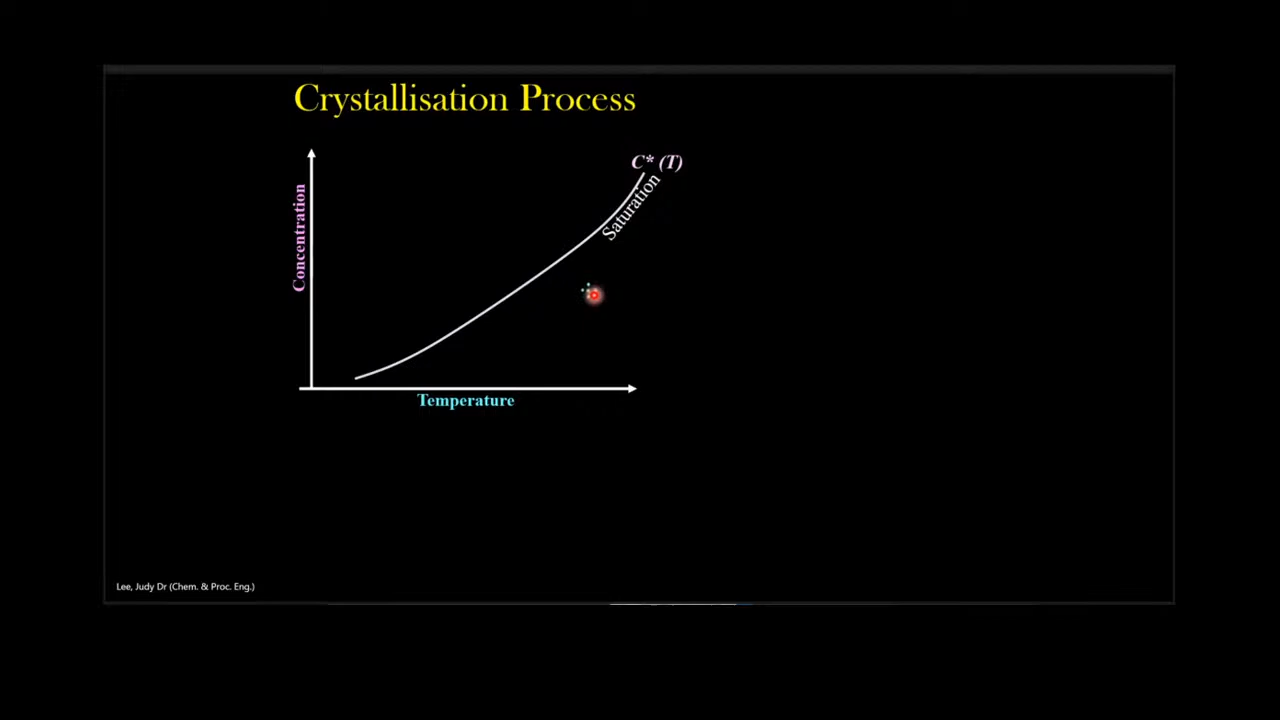 Crystallisation Process
C* (T)
Saturation
Concentration
Temperature
Lee, Judy Dr (Chem. & Proc. Eng.)